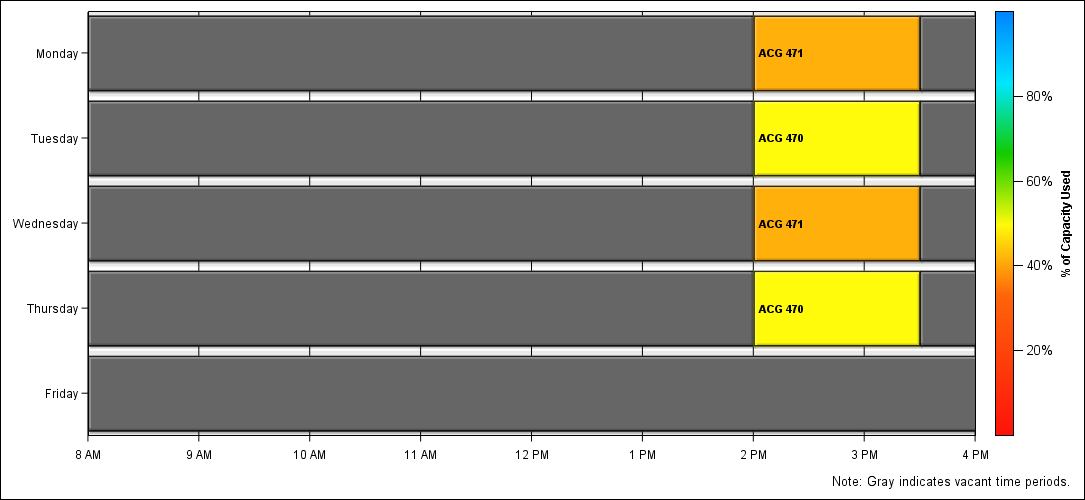 Monday
ACG 471
Tuesday
ACG 470
Wednesday
ACG 471
Thursday
ACG 470
Friday
8 AM 9 AM 10 AM 11 AM 12 PM 1 PM 2 PM 3 PM 4 PM
80%
60%
40%
20%
% of Capacity Used
Note: Gray indicates vacant time periods.